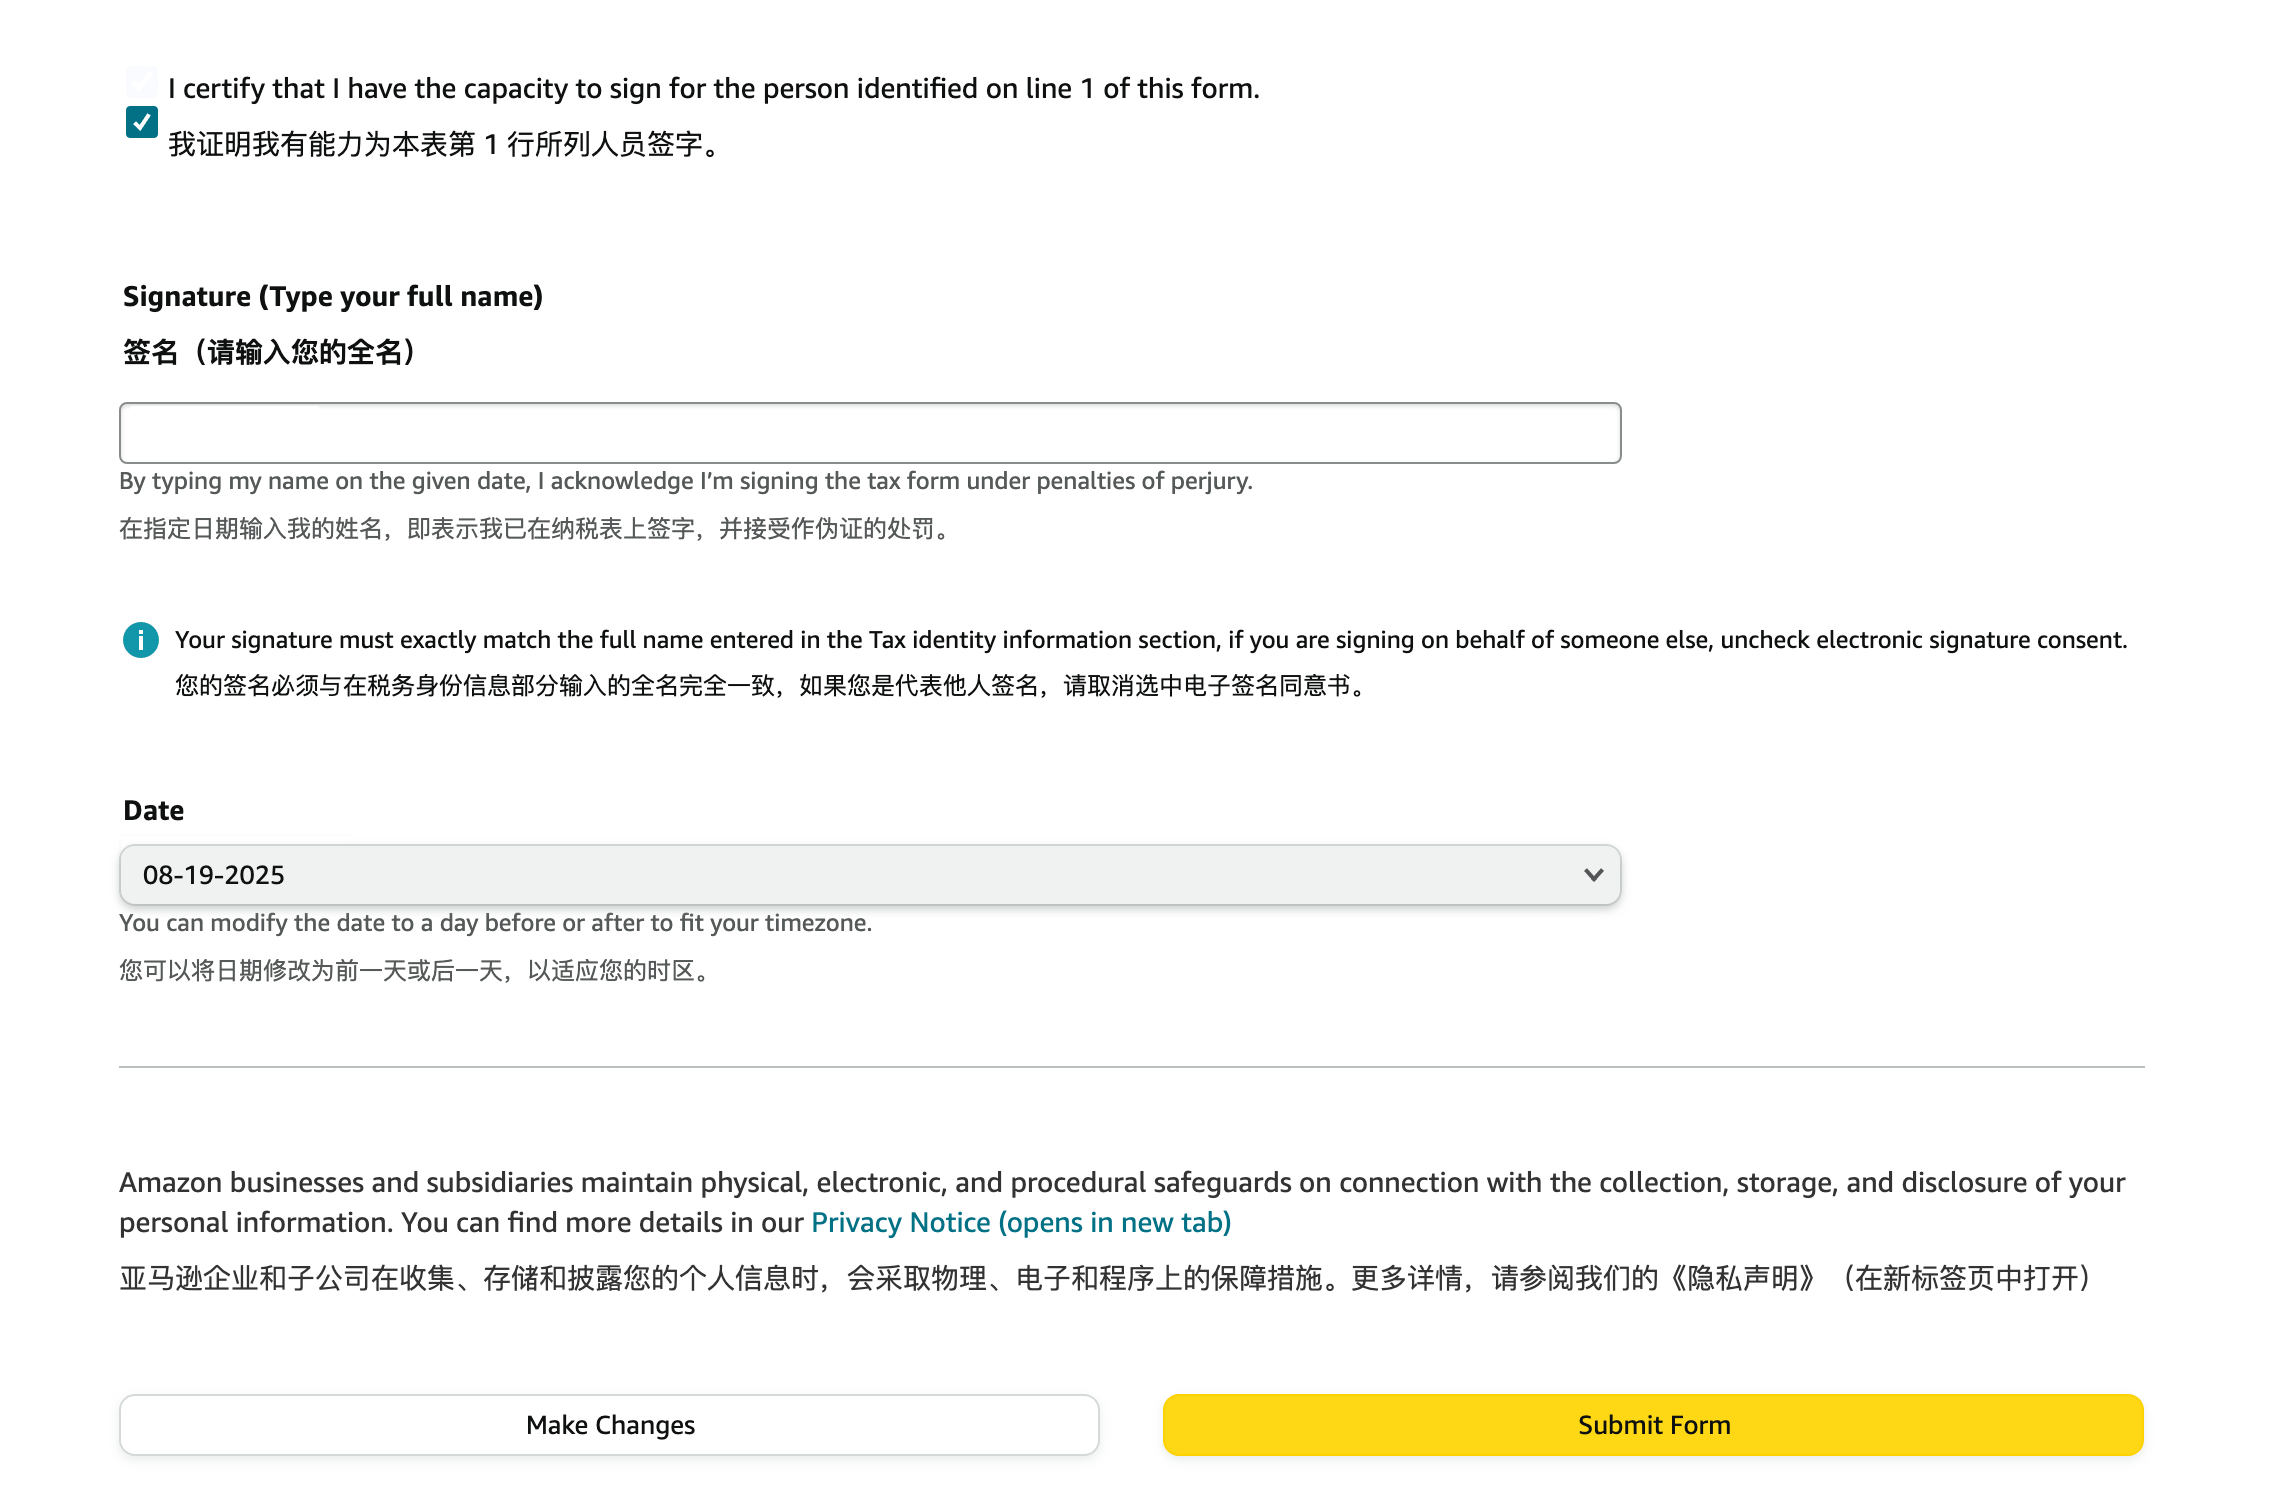 I certify that I have the capacity to sign for the person identified on line 1 of this form.
我证明我有能力为本表第 1 行所列人员签字。
Signature (Type your full name)
签名（请输入您的全名）
By typing my name on the given date, I acknowledge I’m signing the tax form under penalties of perjury.
在指定日期输入我的姓名，即表示我已在纳税表上签字，并接受作伪证的处罚。
Your signature must exactly match the full name entered in the Tax identity information section, if you are signing on behalf of someone else, uncheck electronic signature consent.
您的签名必须与在税务身份信息部分输入的全名完全一致，如果您是代表他人签名，请取消选中电子签名同意书。
Date
08-19-2025
You can modify the date to a day before or after to fit your timezone.
您可以将日期修改为前一天或后一天，以适应您的时区。
Amazon businesses and subsidiaries maintain physical, electronic, and procedural safeguards on connection with the collection, storage, and disclosure of your
personal information. You can find more details in our Privacy Notice (opens in new tab)
亚马逊企业和子公司在收集、存储和披露您的个人信息时，会采取物理、电子和程序上的保障措施。更多详情，请参阅我们的《隐私声明》（在新标签页中打开）
Make Changes
Submit Form